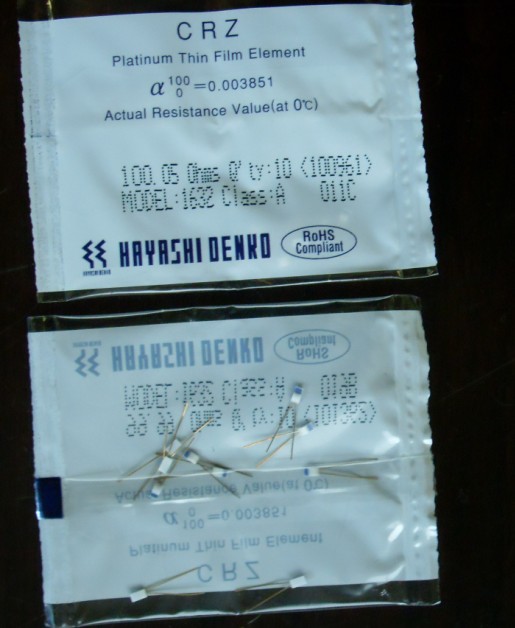 CRZ
Platinum Thin Film Element
α 100 0 =0.003851
Actual Resistance Value(at 0℃)
100.05 Ohms Q'ty:10 <100961>
MODEL:1632 Class:A 011C
HAYASHI DENKO
RoHS Compliant
HAYASHI DENKO
Compliant RoHS
MODEL:1632 Class:A
Actual Resistance Value(at 0℃)
α 0 100 =0.003851
Platinum Thin Film Element
CRZ